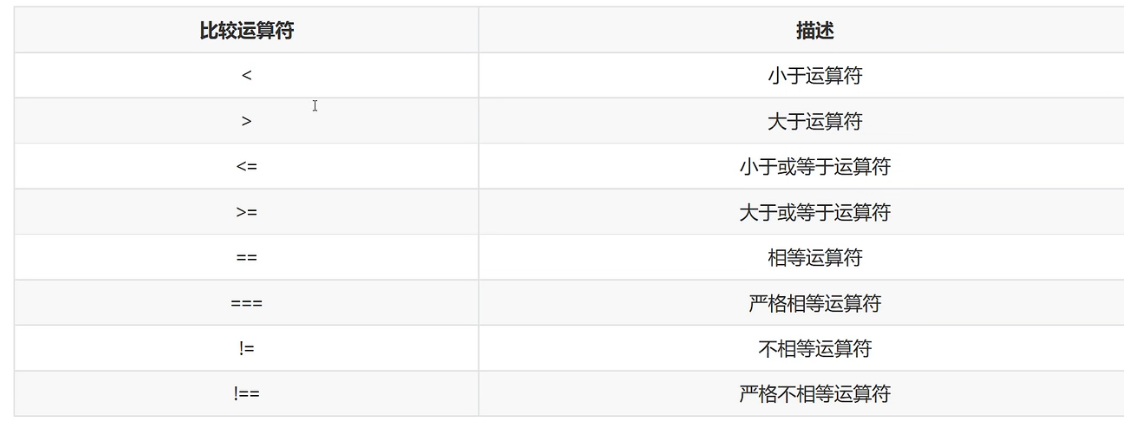 比较运算符 描述
< 小于运算符
> 大于运算符
<= 小于或等于运算符
>= 大于或等于运算符
== 相等运算符
=== 严格相等运算符
!= 不相等运算符
!== 严格不相等运算符